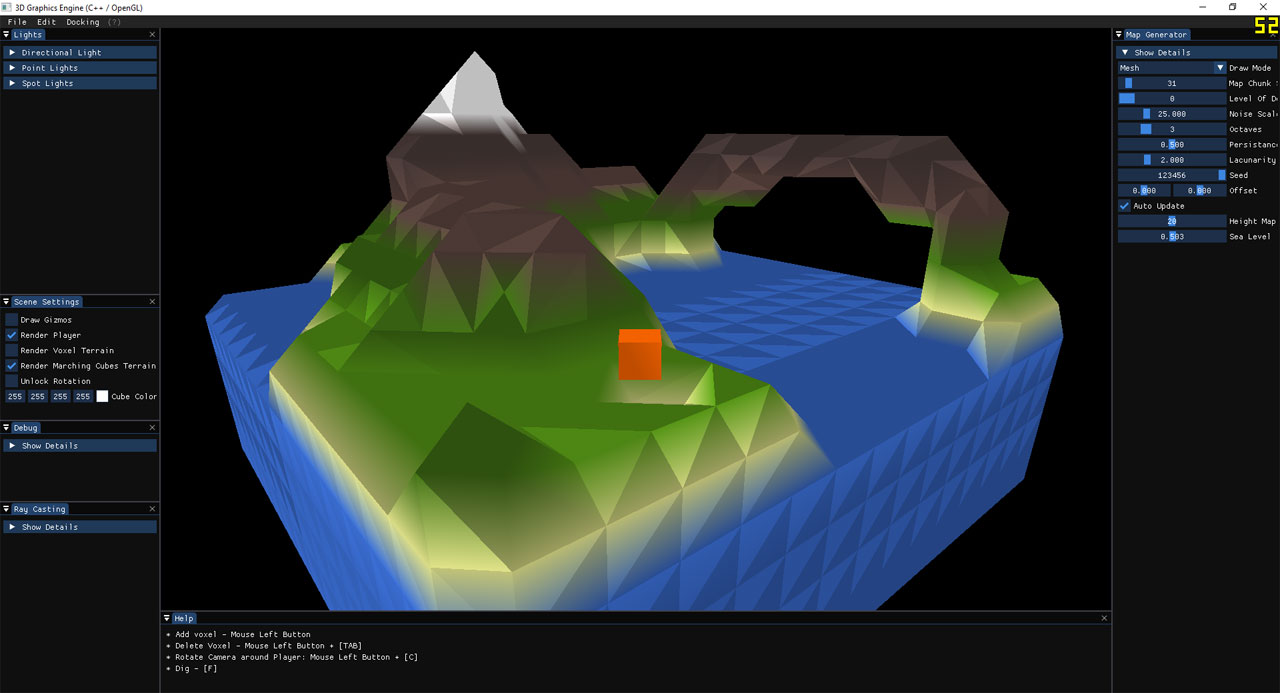 3D Graphics Engine (C++ / OpenGL)
File Edit Docking (?)
52
Lights
Directional Light
Point Lights
Spot Lights
Scene Settings
Draw Gizmos
Render Player
Render Voxel Terrain
Render Marching Cubes Terrain
Unlock Rotation
255 255 255 255 Cube Color
Debug
Show Details
Ray Casting
Show Details
Help
* Add voxel - Mouse Left Button
* Delete Voxel - Mouse Left Button + [TAB]
* Rotate Camera around Player: Mouse Left Button + [C]
* Dig - [F]
Map Generator
Show Details
Mesh Draw Mode
31 Map Chunk
0 Level Of D
25.000 Noise Scal
3 Octaves
0.500 Persistanc
2.000 Lacunarity
123456 Seed
0.000 0.000 Offset
Auto Update
20 Height Map
0.503 Sea Level